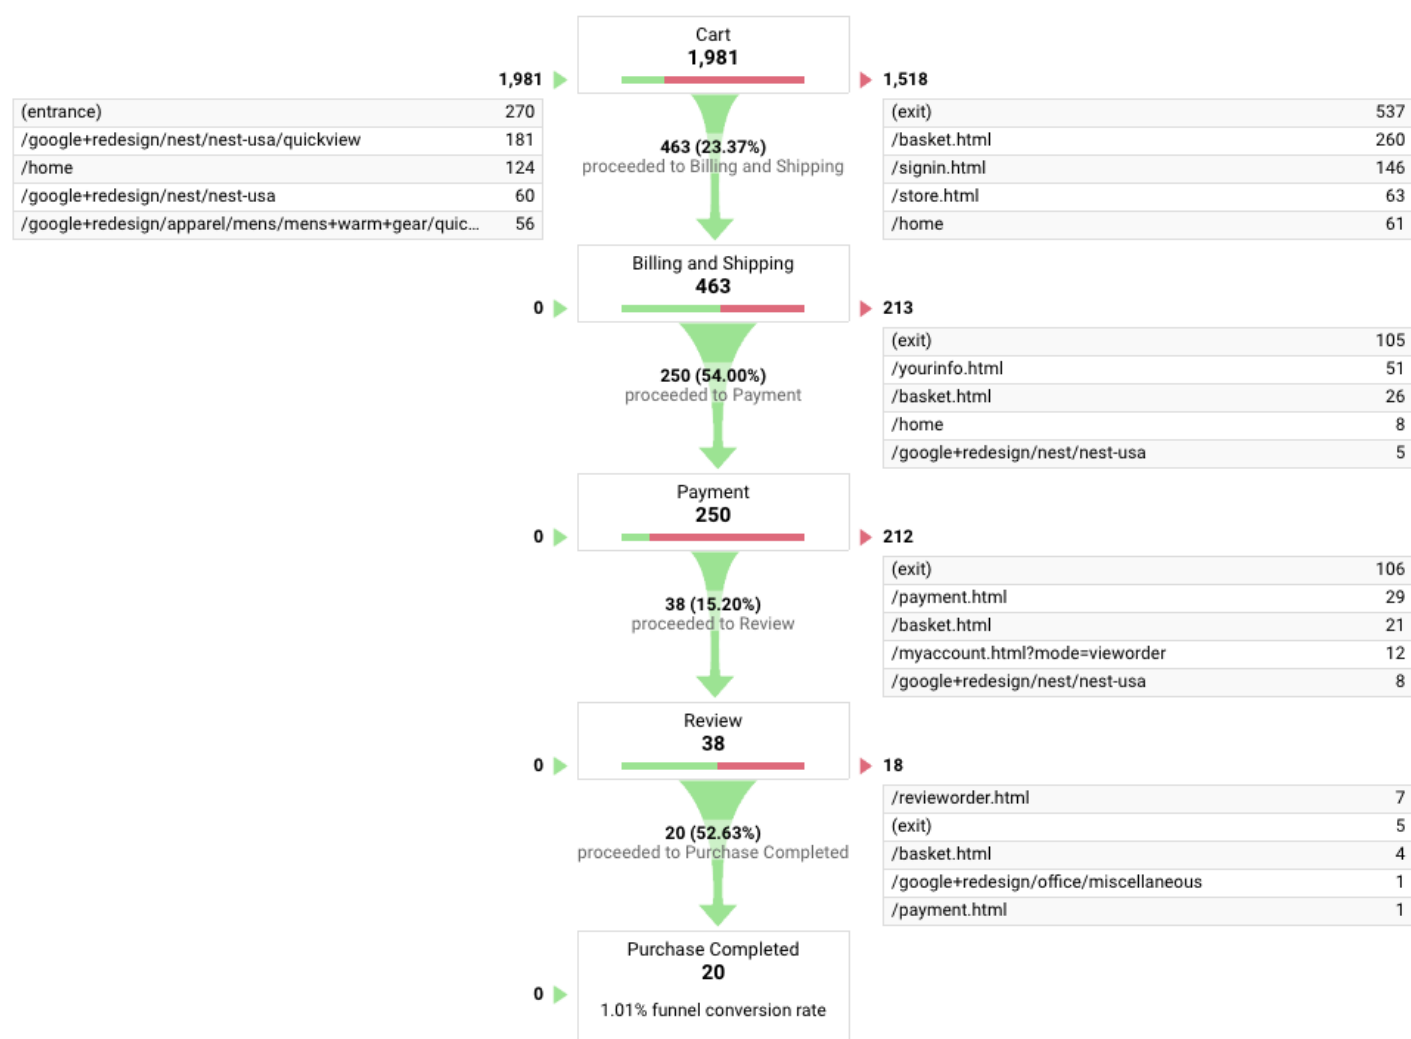 Cart
1,981
1,981
1,518
(entrance) 270
/google+redesign/nest/nest-usa/quickview 181
/home 124
/google+redesign/nest/nest-usa 60
/google+redesign/apparel/mens/mens+warm+gear/quic... 56
(exit) 537
/basket.html 260
/signin.html 146
/store.html 63
/home 61
463 (23.37%)
proceeded to Billing and Shipping
Billing and Shipping
463
0
213
(exit) 105
/yourinfo.html 51
/basket.html 26
/home 8
/google+redesign/nest/nest-usa 5
250 (54.00%)
proceeded to Payment
Payment
250
0
212
(exit) 106
/payment.html 29
/basket.html 21
/myaccount.html?mode=vieworder 12
/google+redesign/nest/nest-usa 8
38 (15.20%)
proceeded to Review
Review
38
0
18
/revieworder.html 7
(exit) 5
/basket.html 4
/google+redesign/office/miscellaneous 1
/payment.html 1
20 (52.63%)
proceeded to Purchase Completed
Purchase Completed
20
0
1.01% funnel conversion rate